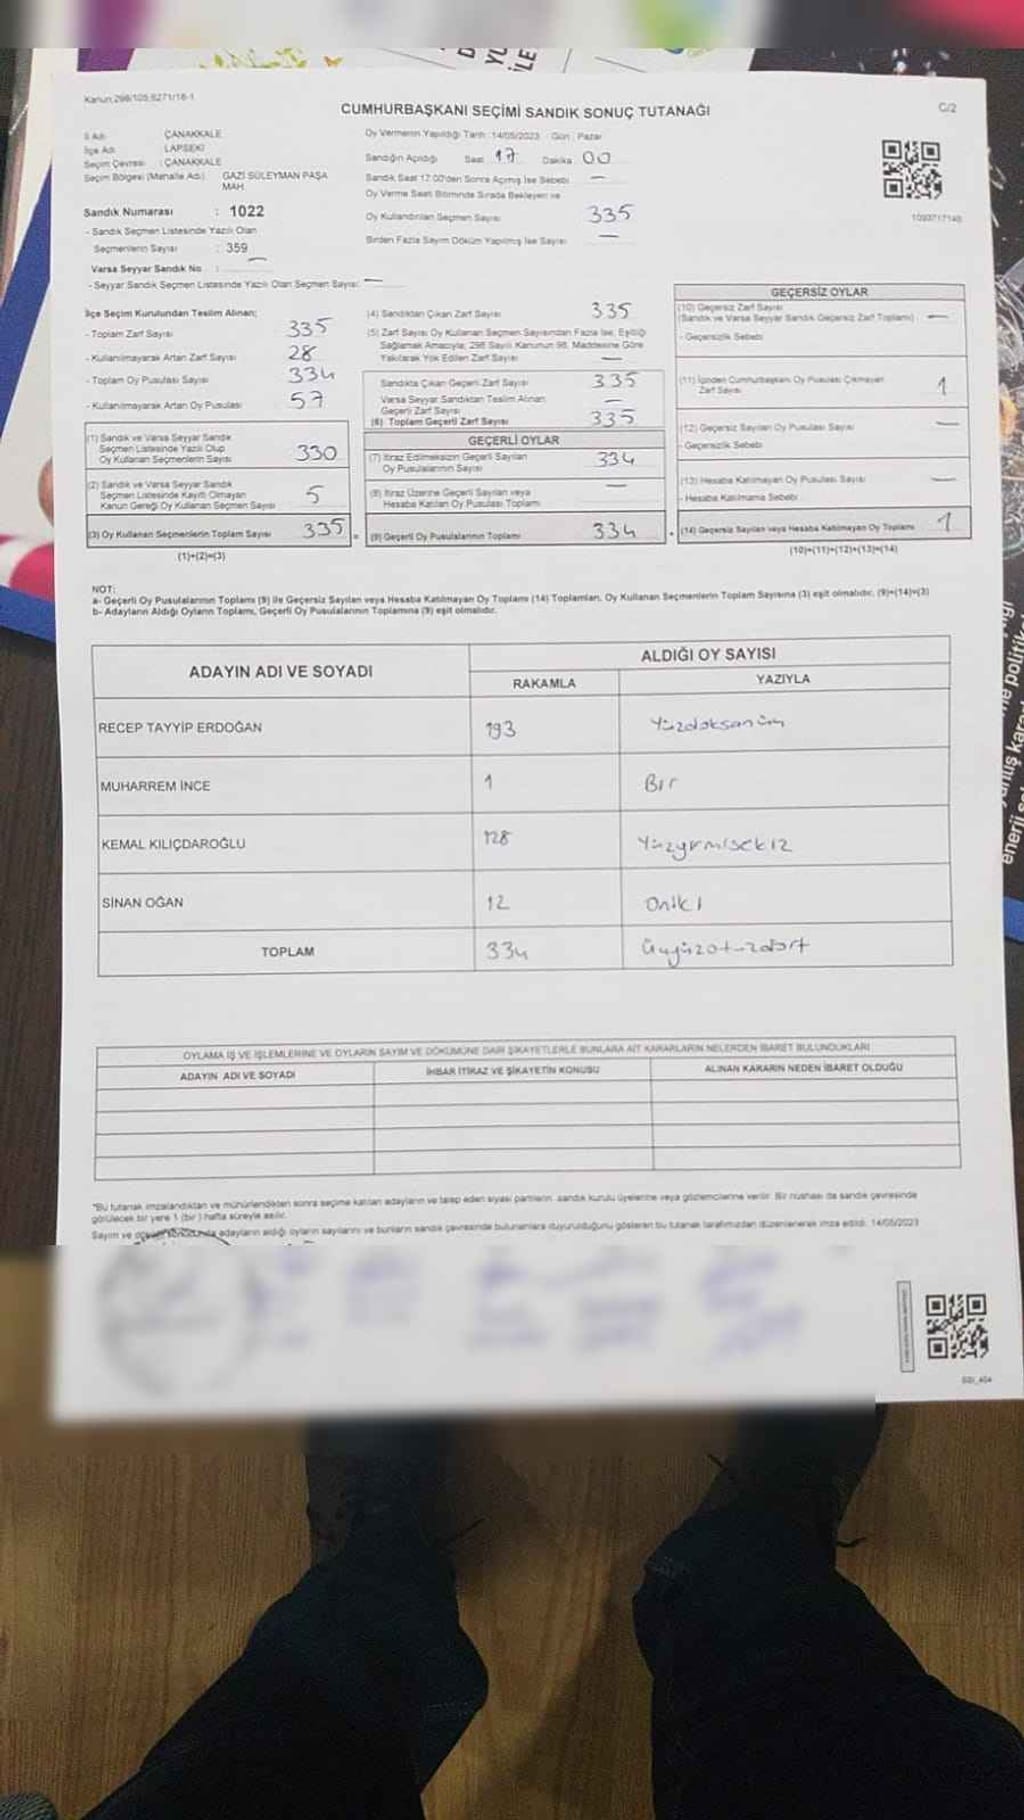 Kanun:298/105,6271/18-1
CUMHURBAŞKANI SEÇİMİ SANDIK SONUÇ TUTANAĞI
C/2
İl Adı: ÇANAKKALE
İlçe Adı: LAPSEKİ
Seçim Çevresi : ÇANAKKALE
Seçim Bölgesi (Mahalle Adı): GAZİ SÜLEYMAN PAŞA MAH.
Sandık Numarası : 1022
- Sandık Seçmen Listesinde Yazılı Olan
Seçmenlerin Sayısı : 359
Varsa Seyyar Sandık No : —
- Seyyar Sandık Seçmen Listesinde Yazılı Olan Seçmen Sayısı: —
Oy Vermenin Yapıldığı Tarih: 14/05/2023 Gün : Pazar
Sandığın Açıldığı Saat 17 Dakika 00
Sandık Saat 17:00'den Sonra Açılmış İse Sebebi —
Oy Verme Saati Bitiminde Sırada Bekleyen ve
Oy Kullandırılan Seçmen Sayısı 335
Birden Fazla Sayım Döküm Yapılmış İse Sayısı —
İlçe Seçim Kurulundan Teslim Alınan;
- Toplam Zarf Sayısı 335
- Kullanılmayarak Artan Zarf Sayısı 28
- Toplam Oy Pusulası Sayısı 334
- Kullanılmayarak Artan Oy Pusulası 57
(1) Sandık ve Varsa Seyyar Sandık
Seçmen Listesinde Yazılı Olup
Oy Kullanan Seçmenlerin Sayısı 330
(2) Sandık ve Varsa Seyyar Sandık
Seçmen Listesinde Kayıtlı Olmayan
Kanun Gereği Oy Kullanan Seçmen Sayısı 5
(3) Oy Kullanan Seçmenlerin Toplam Sayısı 335
(1)+(2)=(3)
(4) Sandıktan Çıkan Zarf Sayısı 335
(5) Zarf Sayısı Oy Kullanan Seçmen Sayısından Fazla İse, Eşitliği
Sağlamak Amacıyla; 298 Sayılı Kanunun 98. Maddesine Göre
Yakılarak Yok Edilen Zarf Sayısı —
Sandıkta Çıkan Geçerli Zarf Sayısı 335
Varsa Seyyar Sandıktan Teslim Alınan
Geçerli Zarf Sayısı —
(6) Toplam Geçerli Zarf Sayısı 335
GEÇERLİ OYLAR
(7) İtiraz Edilmeksizin Geçerli Sayılan
Oy Pusulalarının Sayısı 334
(8) İtiraz Üzerine Geçerli Sayılan veya
Hesaba Katılan Oy Pusulası Toplamı —
(9) Geçerli Oy Pusulalarının Toplamı 334
GEÇERSİZ OYLAR
(10) Geçersiz Zarf Sayısı
(Sandık ve Varsa Seyyar Sandık Geçersiz Zarf Toplamı) —
- Geçersizlik Sebebi
(11) İçinden Cumhurbaşkanı Oy Pusulası Çıkmayan
Zarf Sayısı 1
(12) Geçersiz Sayılan Oy Pusulası Sayısı —
- Geçersizlik Sebebi
(13) Hesaba Katılmayan Oy Pusulası Sayısı —
- Hesaba Katılmama Sebebi
(14) Geçersiz Sayılan veya Hesaba Katılmayan Oy Toplamı 1
(10)+(11)+(12)+(13)=(14)
NOT:
a- Geçerli Oy Pusulalarının Toplamı (9) ile Geçersiz Sayılan veya Hesaba Katılmayan Oy Toplamı (14) Toplamları, Oy Kullanan Seçmenlerin Toplam Sayısına (3) eşit olmalıdır. (9)+(14)=(3)
b- Adayların Aldığı Oyların Toplamı, Geçerli Oy Pusulalarının Toplamına (9) eşit olmalıdır.
ADAYIN ADI VE SOYADI ALDIĞI OY SAYISI
RAKAMLA YAZIYLA
RECEP TAYYİP ERDOĞAN 193 Yüzdoksanüç
MUHARREM İNCE 1 Bir
KEMAL KILIÇDAROĞLU 128 Yüzyirmisekiz
SİNAN OĞAN 12 Oniki
TOPLAM 334 Üçyüzotuzdört
OYLAMA İŞ VE İŞLEMLERİNE VE OYLARIN SAYIM VE DÖKÜMÜNE DAİR ŞİKAYETLERLE BUNLARA AİT KARARLARIN NELERDEN İBARET BULUNDUKLARI
ADAYIN ADI VE SOYADI İHBAR İTİRAZ VE ŞİKAYETİN KONUSU ALINAN KARARIN NEDEN İBARET OLDUĞU
*Bu tutanak imzalandıktan ve mühürlendikten sonra seçime katılan adayların ve talep eden siyasi partilerin, sandık kurulu üyelerine veya gözlemcilerine verilir. Bir nüshası da sandık çevresinde
görülecek bir yere 1 (bir) hafta süreyle asılır.
Sayım ve döküm sonucunda adayların aldığı oyların sayılarını ve bunların sandık çevresinde bulunanlara duyurulduğunu gösteren bu tutanak tarafımızdan düzenlenerek imza edildi. 14/05/2023